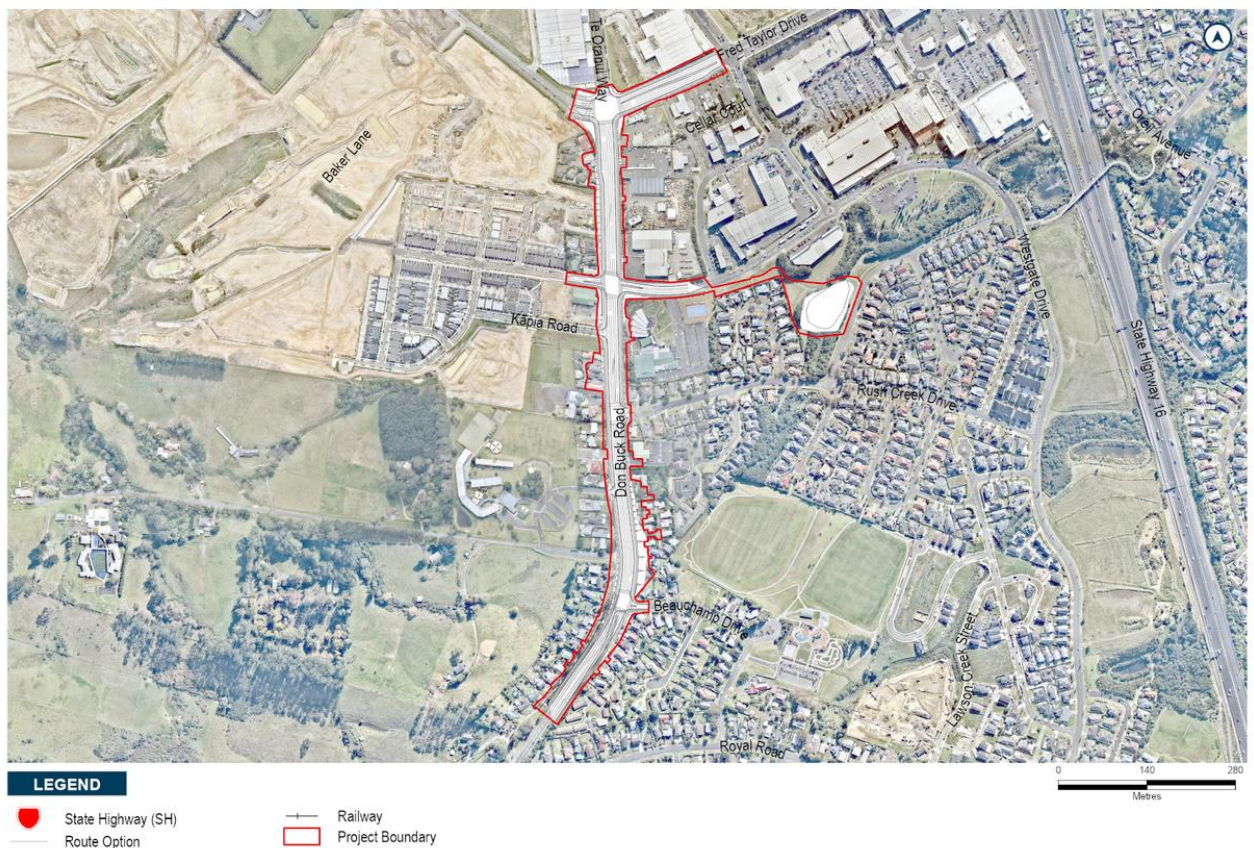 Te Oranui Way
Fred Taylor Drive
Cellar Court
Baker Lane
Oreil Avenue
Westgate Drive
State Highway 16
Kāpia Road
Rush Creek Drive
Don Buck Road
Beauchamp Drive
Lawson Creek Street
Royal Road
0 140 280
Metres
LEGEND
State Highway (SH)
Route Option
Railway
Project Boundary